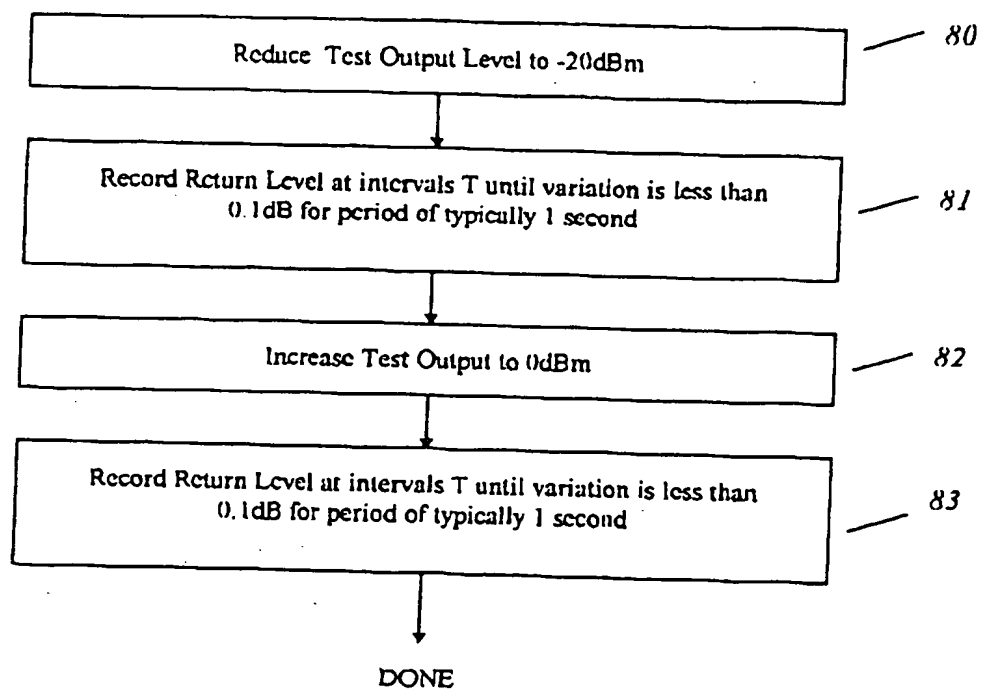 Reduce Test Output Level to -20dBm
80
Record Return Level at intervals T until variation is less than
0.1dB for period of typically 1 second
81
Increase Test Output to 0dBm
82
Record Return Level at intervals T until variation is less than
0.1dB for period of typically 1 second
83
DONE